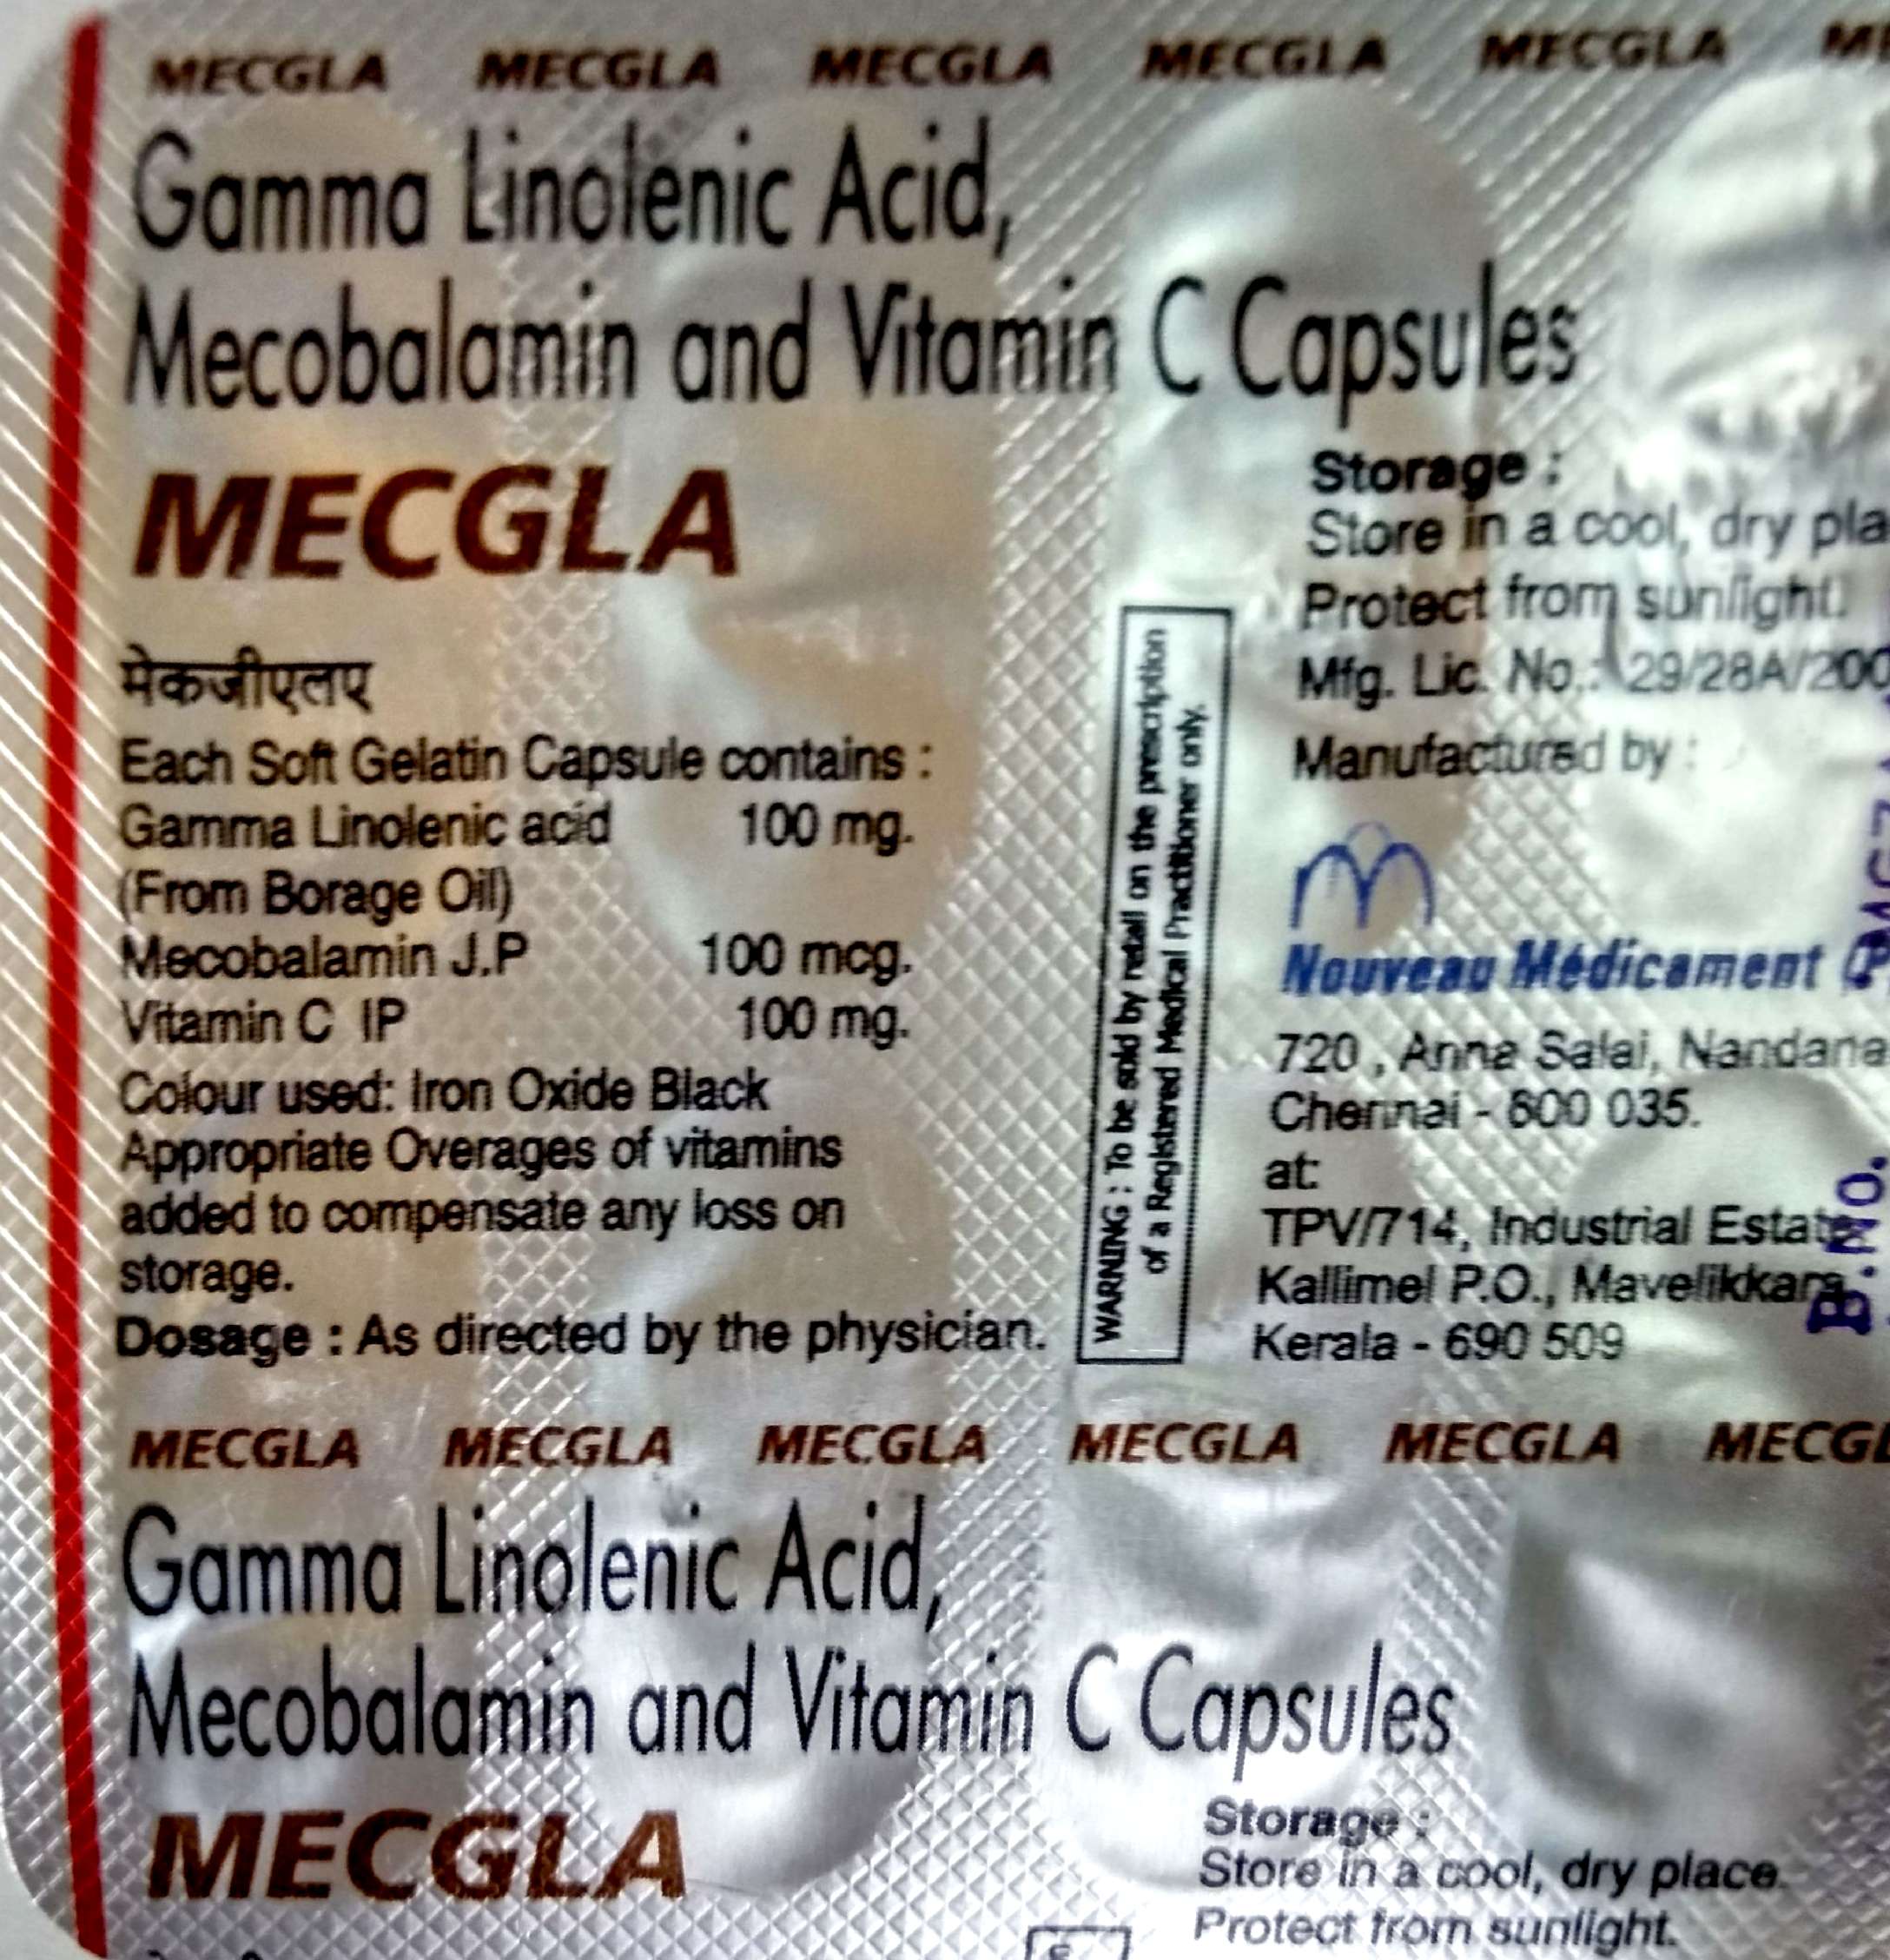 MECGLA MECGLA MECGLA MECGLA MECGLA
Gamma Linolenic Acid,
Mecobalamin and Vitamin C Capsules
MECGLA
मेकजीएलए
Each Soft Gelatin Capsule contains :
Gamma Linolenic acid 100 mg.
(From Borage Oil)
Mecobalamin J.P 100 mcg.
Vitamin C IP 100 mg.
Colour used: Iron Oxide Black
Appropriate Overages of vitamins
added to compensate any loss on
storage.
Dosage : As directed by the physician.
WARNING : To be sold by retail on the prescription
of a Registered Medical Practitioner only.
Storage :
Store in a cool, dry pla
Protect from sunlight.
Mfg. Lic. No.: 29/28A/200
Manufactured by :
Nouveau Médicament
720 , Anna Salai, Nandana
Chennai - 600 035.
at:
TPV/714, Industrial Estate
Kallimel P.O., Mavelikkara
Kerala - 690 509
B.NO.
MECGLA MECGLA MECGLA MECGLA MECGLA MECGL
Gamma Linolenic Acid,
Mecobalamin and Vitamin C Capsules
MECGLA
Storage :
Store in a cool, dry place.
Protect from sunlight.